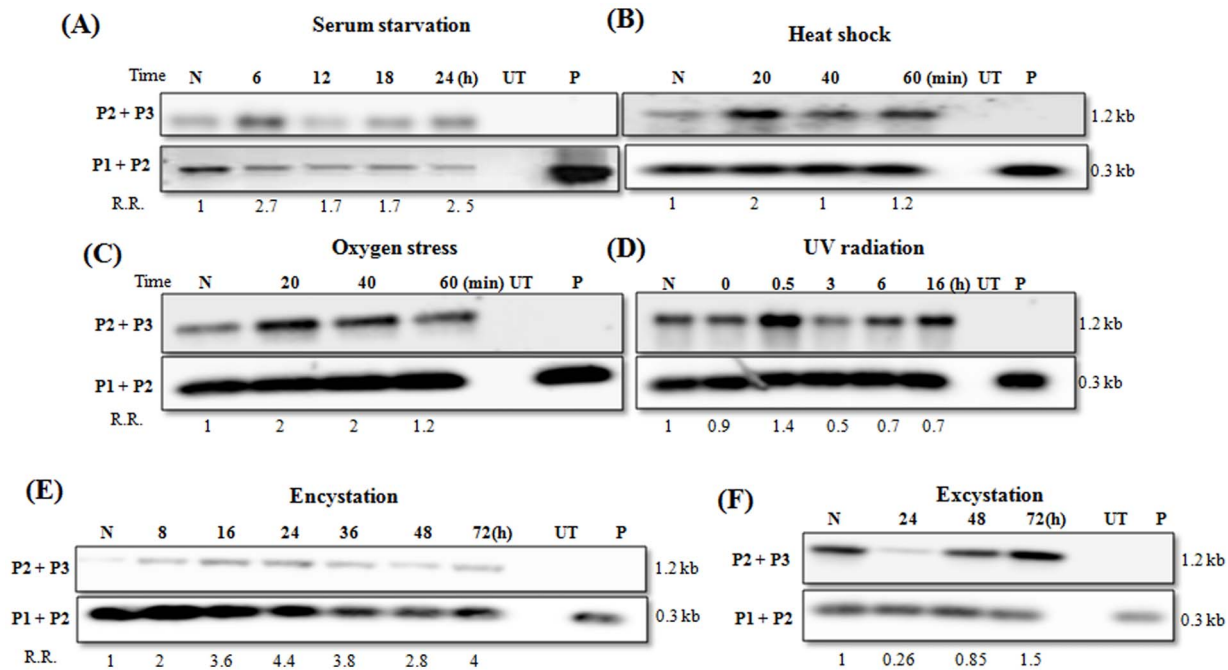 (A) Serum starvation
Time N 6 12 18 24 (h) UT P
P2 + P3
P1 + P2
R.R. 1 2.7 1.7 1.7 2. 5
(B) Heat shock
N 20 40 60 (min) UT P
1.2 kb
0.3 kb
1 2 1 1.2
(C) Oxygen stress
Time N 20 40 60 (min) UT P
P2 + P3
P1 + P2
R.R. 1 2 2 1.2
(D) UV radiation
N 0 0.5 3 6 16 (h) UT P
1.2 kb
0.3 kb
1 0.9 1.4 0.5 0.7 0.7
(E) Encystation
N 8 16 24 36 48 72(h) UT P
P2 + P3 1.2 kb
P1 + P2 0.3 kb
R.R. 1 2 3.6 4.4 3.8 2.8 4
(F) Excystation
N 24 48 72(h) UT P
P2 + P3 1.2 kb
P1 + P2 0.3 kb
1 0.26 0.85 1.5